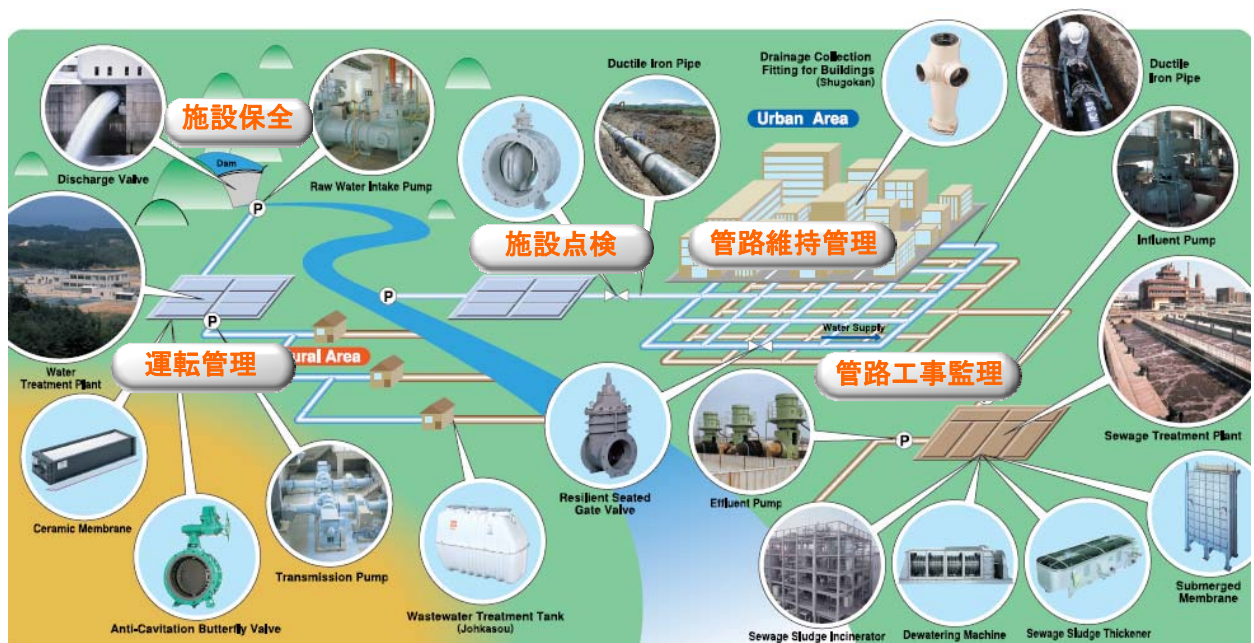 Drainage Collection
Fitting for Buildings
(Shugokan)
Ductile Iron Pipe
Ductile
Iron Pipe
施設保全
Urban Area
Dam
Discharge Valve
Raw Water Intake Pump
P
施設点検
管路維持管理
Influent Pump
P
P
Water Supply
運転管理
ural Area
管路工事監理
Water
Treatment Plant
P
Sewage Treatment Plant
Resilient Seated
Gate Valve
Effluent Pump
Ceramic Membrane
Transmission Pump
Submerged
Membrane
Wastewater Treatment Tank
(Johkasou)
Anti-Cavitation Butterfly Valve
Sewage Sludge Incinerator
Dewatering Machine
Sewage Sludge Thickener